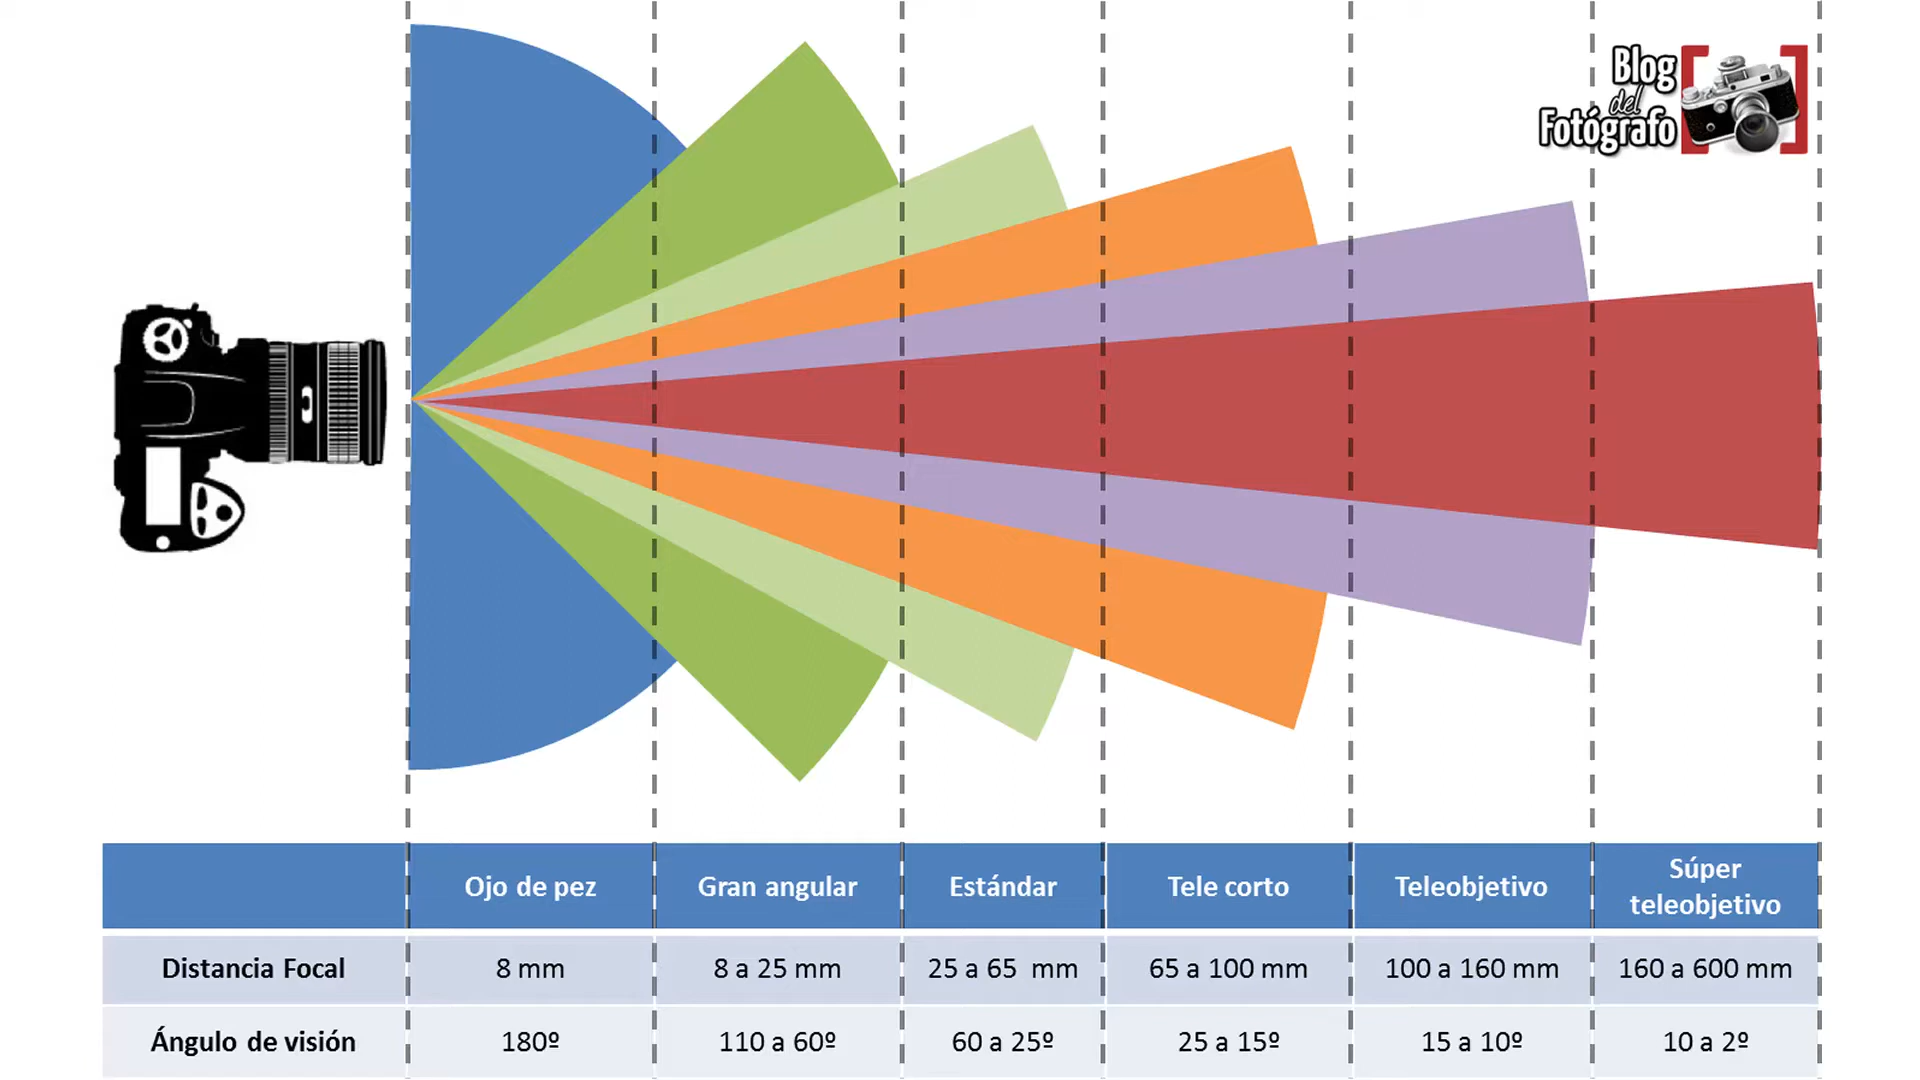 Blog
del
Fotógrafo
Ojo de pez
Gran angular
Estándar
Tele corto
Teleobjetivo
Súper
teleobjetivo
Distancia Focal
8 mm
8 a 25 mm
25 a 65 mm
65 a 100 mm
100 a 160 mm
160 a 600 mm
Ángulo de visión
180º
110 a 60º
60 a 25º
25 a 15º
15 a 10º
10 a 2º